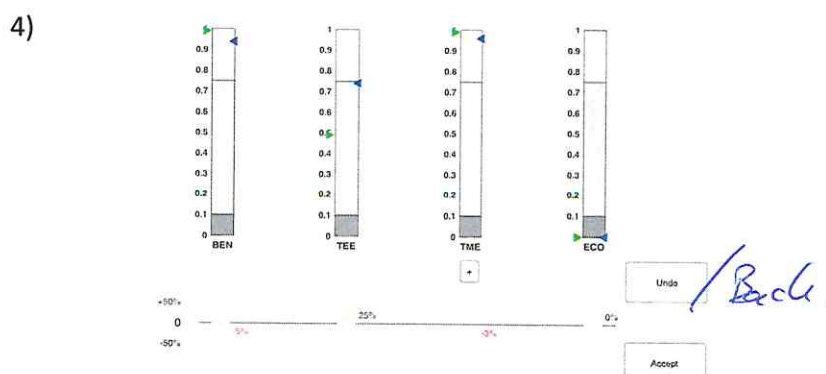 4)
1 1
0.9 0.9 0.9 0.9
0.8 0.8 0.8 0.8
0.7 0.7 0.7 0.7
0.6 0.6 0.6 0.6
0.5 0.5 0.5 0.5
0.4 0.4 0.4 0.4
0.3 0.3 0.3 0.3
0.2 0.2 0.2 0.2
0.1 0.1 0.1 0.1
0 0 0 0
BEN TEE TME ECO
+
Undo / Back
+50%
25% 0%
0
-5% -3%
-50%
Accept